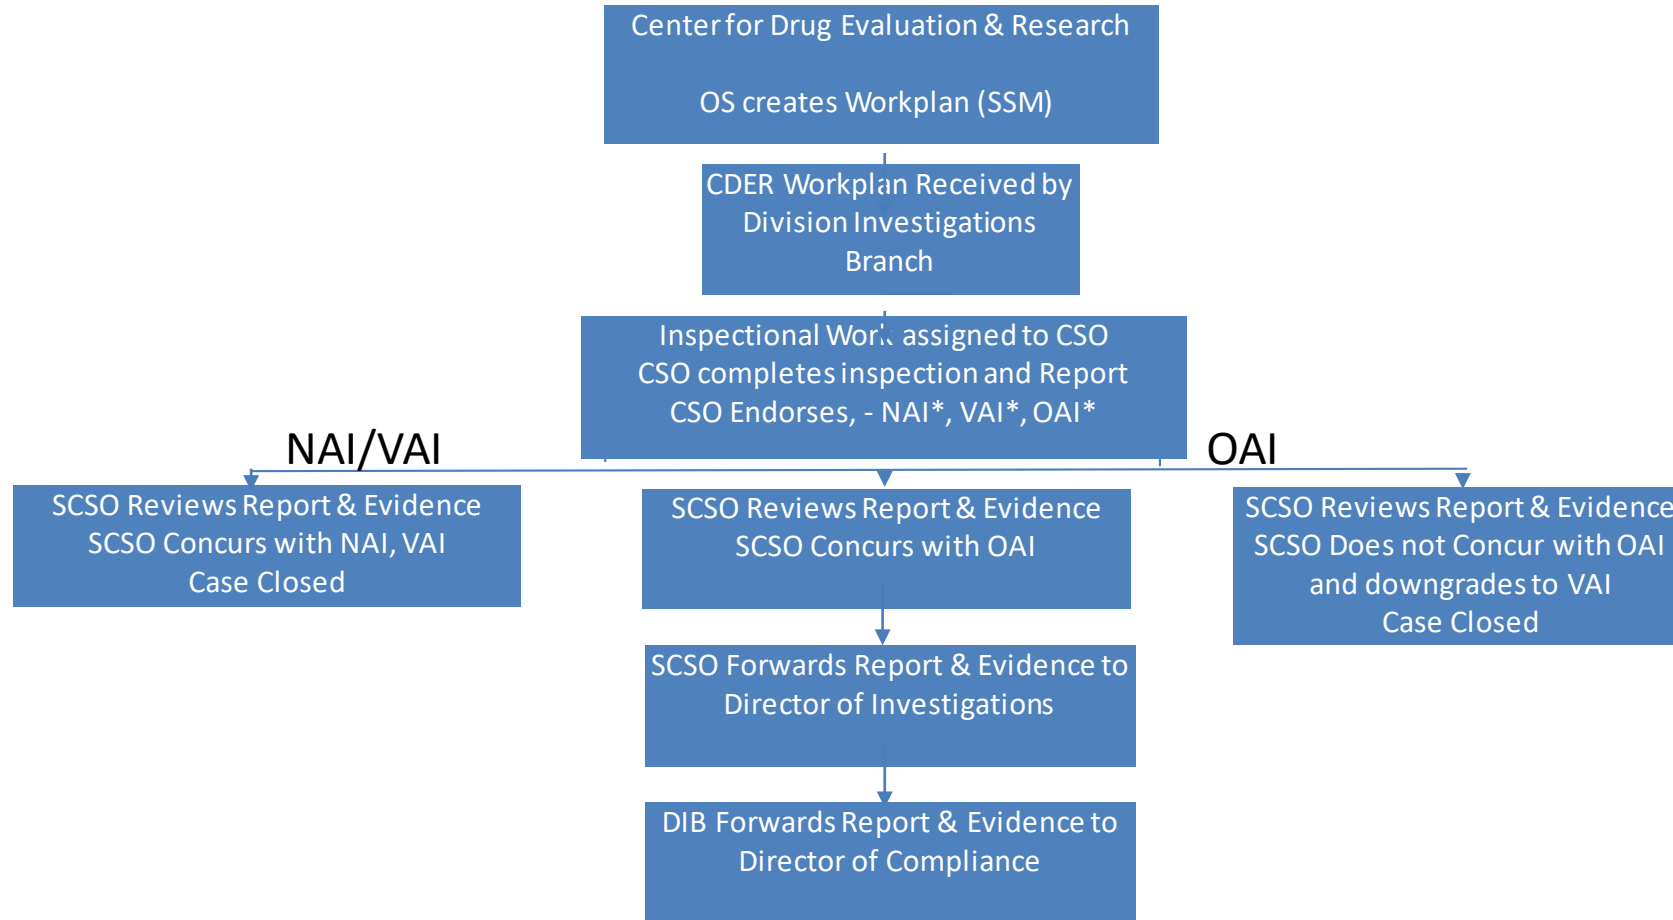 Center for Drug Evaluation & Research
OS creates Workplan (SSM)
CDER Workplan Received by
Division Investigations
Branch
Inspectional Work assigned to CSO
CSO completes inspection and Report
CSO Endorses, - NAI*, VAI*, OAI*
NAI/VAI
OAI
SCSO Reviews Report & Evidence
SCSO Concurs with NAI, VAI
Case Closed
SCSO Reviews Report & Evidence
SCSO Concurs with OAI
SCSO Reviews Report & Evidence
SCSO Does not Concur with OAI
and downgrades to VAI
Case Closed
SCSO Forwards Report & Evidence to
Director of Investigations
DIB Forwards Report & Evidence to
Director of Compliance